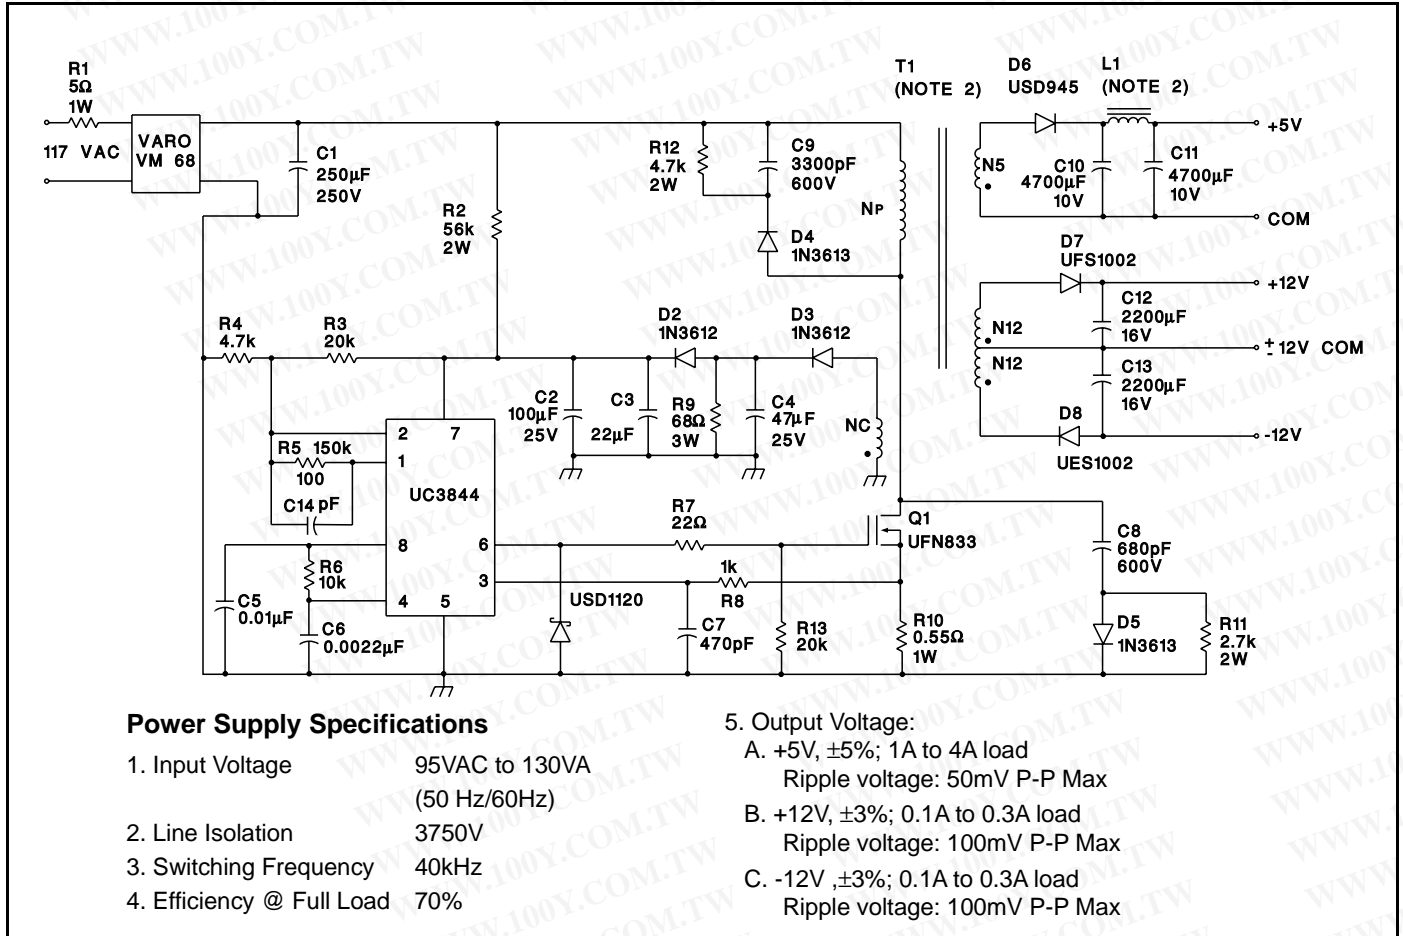 R1
5Ω
1W
117 VAC
VARO
VM 68
C1
250µF
250V
R2
56k
2W
R12
4.7k
2W
C9
3300pF
600V
D4
1N3613
NP
T1
(NOTE 2)
D6
USD945
L1
(NOTE 2)
N5
C10
4700µF
10V
C11
4700µF
10V
+5V
COM
D7
UFS1002
N12
N12
C12
2200µF
16V
C13
2200µF
16V
D8
UES1002
+12V
± 12V COM
-12V
R4
4.7k
R3
20k
D2
1N3612
D3
1N3612
C2
100µF
25V
C3
22µF
R9
68Ω
3W
C4
47µF
25V
NC
R5 150k
100
C14 pF
2
7
1
UC3844
8
6
3
4
5
R6
10k
C5
0.01µF
C6
0.0022µF
R7
22Ω
USD1120
1k
R8
C7
470pF
R13
20k
Q1
UFN833
R10
0.55Ω
1W
C8
680pF
600V
D5
1N3613
R11
2.7k
2W
Power Supply Specifications
1. Input Voltage 95VAC to 130VA
(50 Hz/60Hz)
2. Line Isolation 3750V
3. Switching Frequency 40kHz
4. Efficiency @ Full Load 70%
5. Output Voltage:
A. +5V, ±5%; 1A to 4A load
Ripple voltage: 50mV P-P Max
B. +12V, ±3%; 0.1A to 0.3A load
Ripple voltage: 100mV P-P Max
C. -12V ,±3%; 0.1A to 0.3A load
Ripple voltage: 100mV P-P Max
WWW.100Y.COM.TW